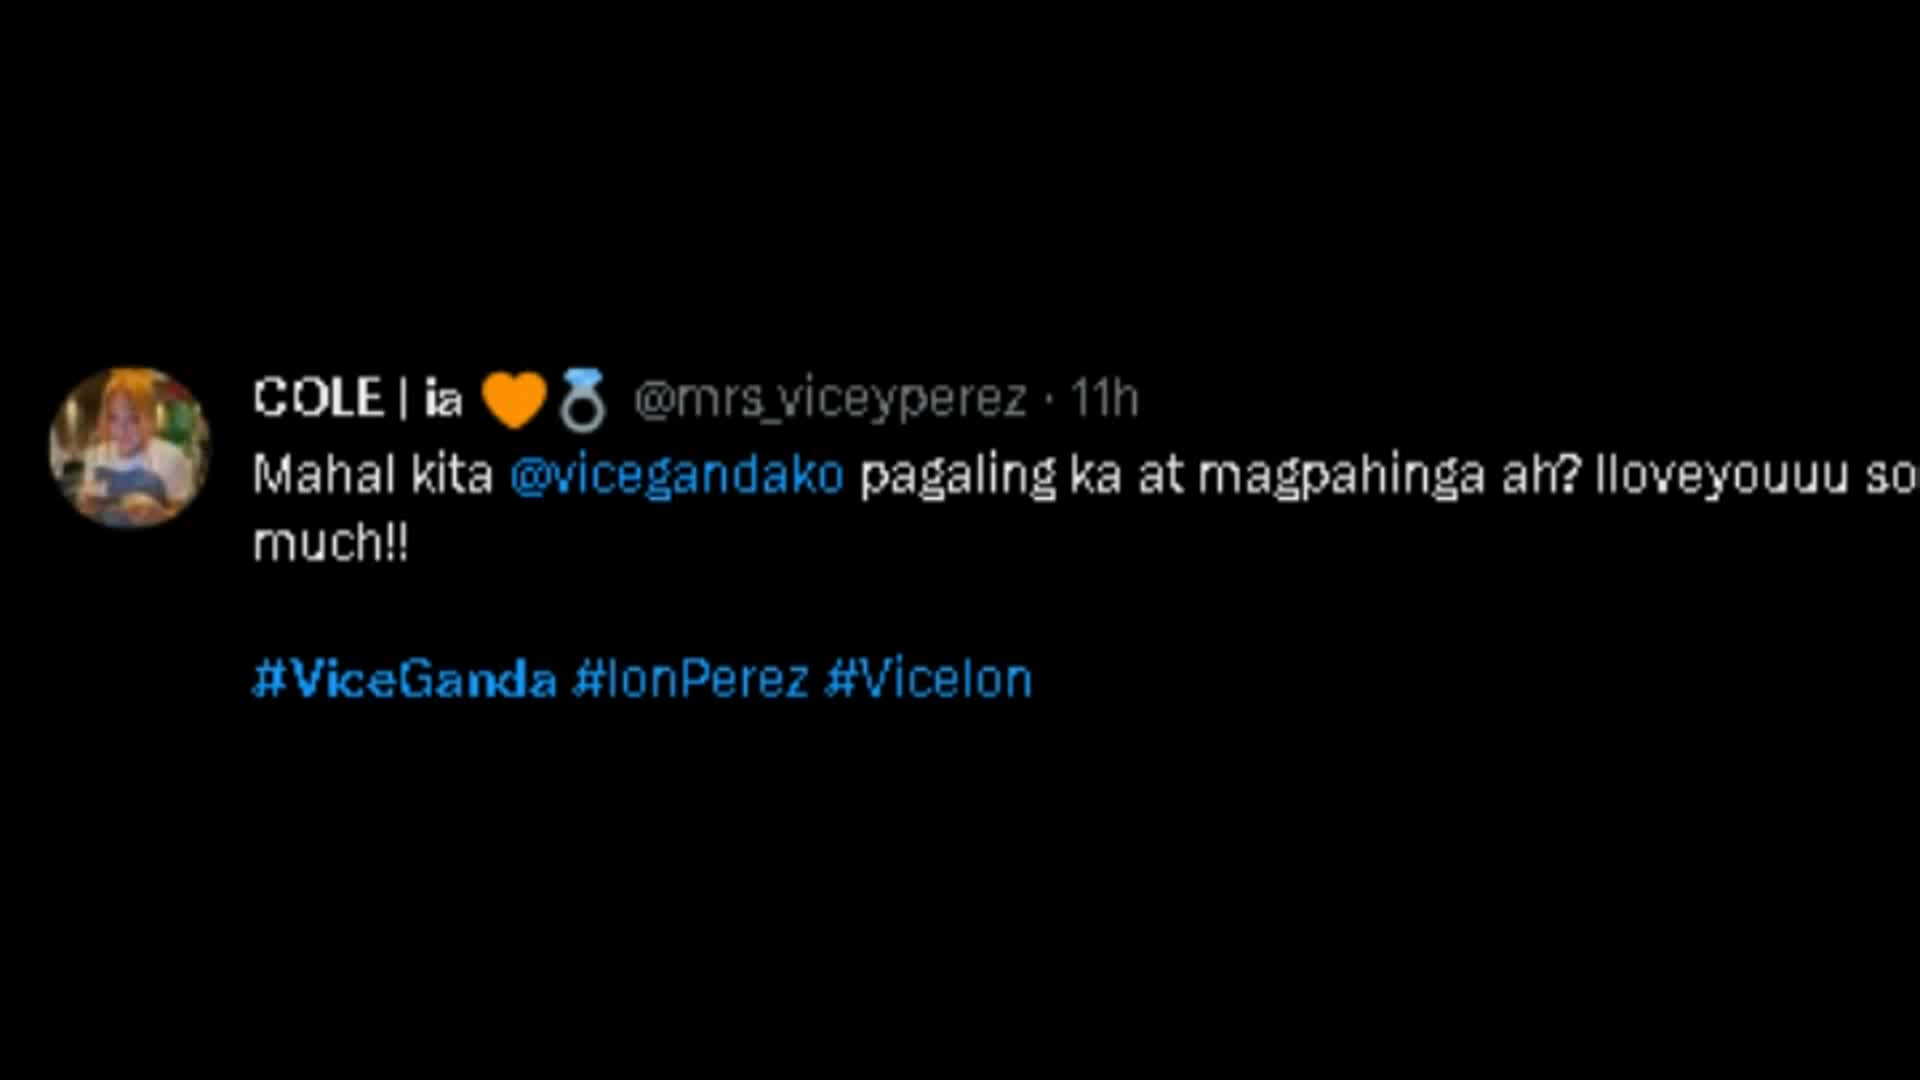 COLE | ia 🧡💍 @mrs_viceyperez · 11h
Mahal kita @vicegandako pagaling ka at magpahinga ah? Iloveyouuu so
much!!
#ViceGanda #IonPerez #ViceIon